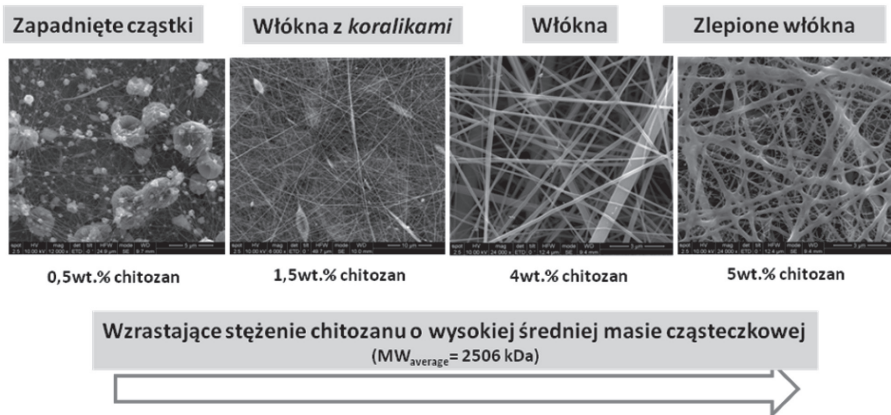 Zapadnięte cząstki
Włókna z koralikami
Włókna
Zlepione włókna
0,5wt.% chitozan
1,5wt.% chitozan
4wt.% chitozan
5wt.% chitozan
Wzrastające stężenie chitozanu o wysokiej średniej masie cząsteczkowej
(MWaverage= 2506 kDa)